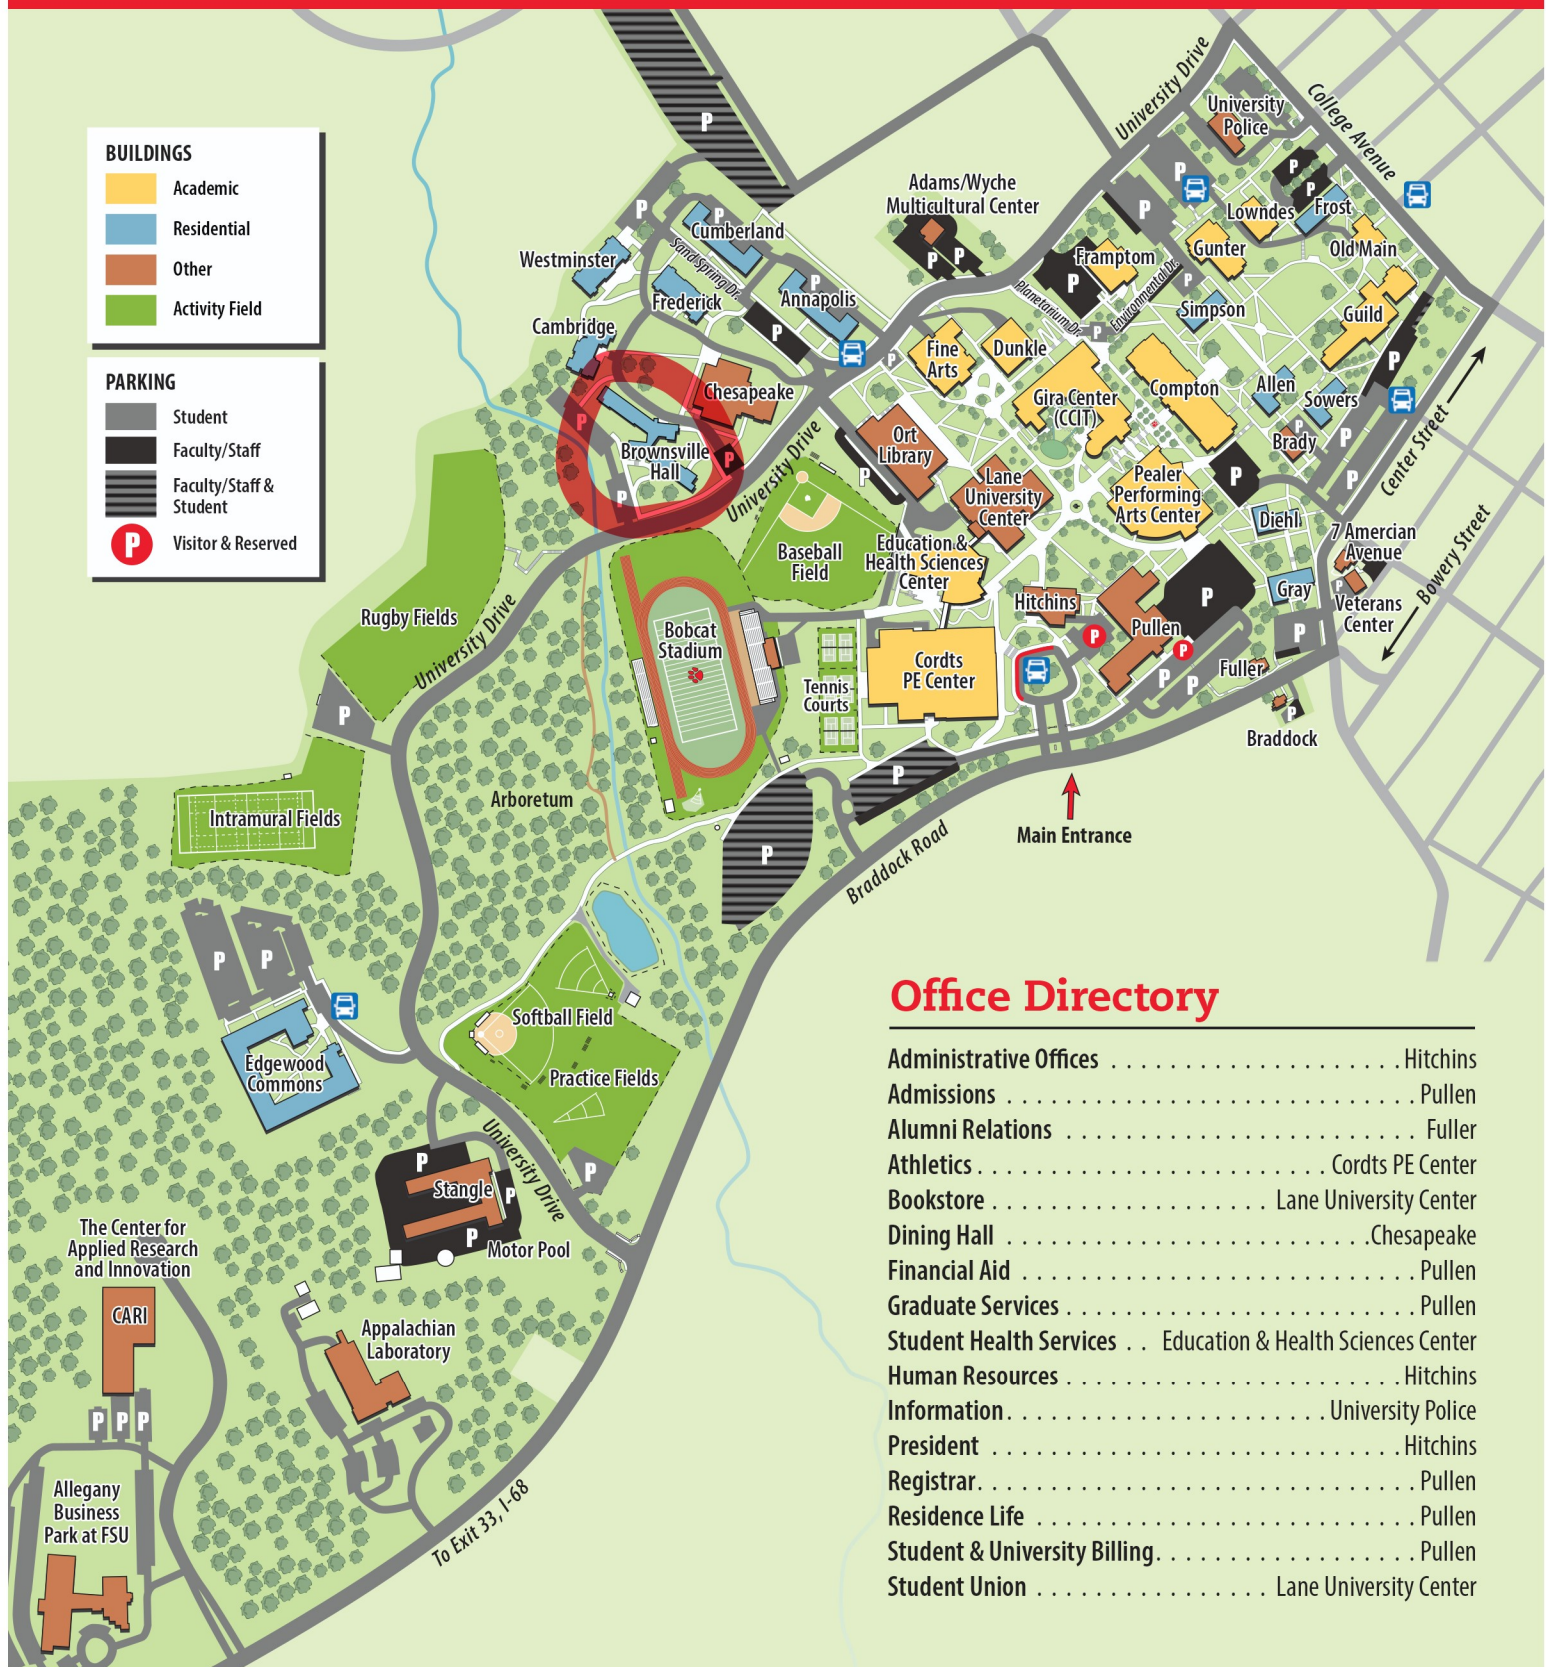 BUILDINGS
Academic
Residential
Other
Activity Field
PARKING
Student
Faculty/Staff
Faculty/Staff &
Student
P
Visitor & Reserved
University Drive
College Avenue
University
Police
P
P
P
P
Lowndes
Frost
Adams/Wyche
Multicultural Center
P
P
P
Gunter
Old Main
Frampton
P
P
Planetarium Dr.
Environmental Dr.
P
Simpson
Guild
P
P
P
Cumberland
P
Westminster
Sand Spring Dr.
Frederick
Annapolis
P
Cambridge
P
P
Fine
Arts
Dunkle
Gira Center
(CCIT)
Compton
Allen
Sowers
P
Chesapeake
P
Brownsville
Hall
P
P
University Drive
Ort
Library
P
Lane
University
Center
Pealer
Performing
Arts Center
P
Brady
P
P
P
Center Street
Diehl
7 Amercian
Avenue
Bowery Street
Baseball
Field
Education &
Health Sciences
Center
Hitchins
P
P
Gray
P
Veterans
Center
P
Pullen
P
P
P
Fuller
P
Braddock
Rugby Fields
University Drive
P
Bobcat
Stadium
Tennis
Courts
Cordts
PE Center
P
Main Entrance
Braddock Road
P
Arboretum
Intramural Fields
P
P
Edgewood
Commons
Softball Field
Practice Fields
University Drive
P
P
Stangle
P
P
Motor Pool
The Center for
Applied Research
and Innovation
CARI
P
P
P
Appalachian
Laboratory
Allegany
Business
Park at FSU
To Exit 33, I-68
Office Directory
Administrative Offices . . . . . . . . . . . . . . . . . . . . Hitchins
Admissions . . . . . . . . . . . . . . . . . . . . . . . . . . . . Pullen
Alumni Relations . . . . . . . . . . . . . . . . . . . . . . . . Fuller
Athletics . . . . . . . . . . . . . . . . . . . . . . . . Cordts PE Center
Bookstore . . . . . . . . . . . . . . . . . . . . Lane University Center
Dining Hall . . . . . . . . . . . . . . . . . . . . . . . . . Chesapeake
Financial Aid . . . . . . . . . . . . . . . . . . . . . . . . . . . Pullen
Graduate Services . . . . . . . . . . . . . . . . . . . . . . . . Pullen
Student Health Services . . Education & Health Sciences Center
Human Resources . . . . . . . . . . . . . . . . . . . . . . . Hitchins
Information . . . . . . . . . . . . . . . . . . . . . . University Police
President . . . . . . . . . . . . . . . . . . . . . . . . . . . . Hitchins
Registrar . . . . . . . . . . . . . . . . . . . . . . . . . . . . . . Pullen
Residence Life . . . . . . . . . . . . . . . . . . . . . . . . . . Pullen
Student & University Billing . . . . . . . . . . . . . . . . . . Pullen
Student Union . . . . . . . . . . . . . . . . Lane University Center